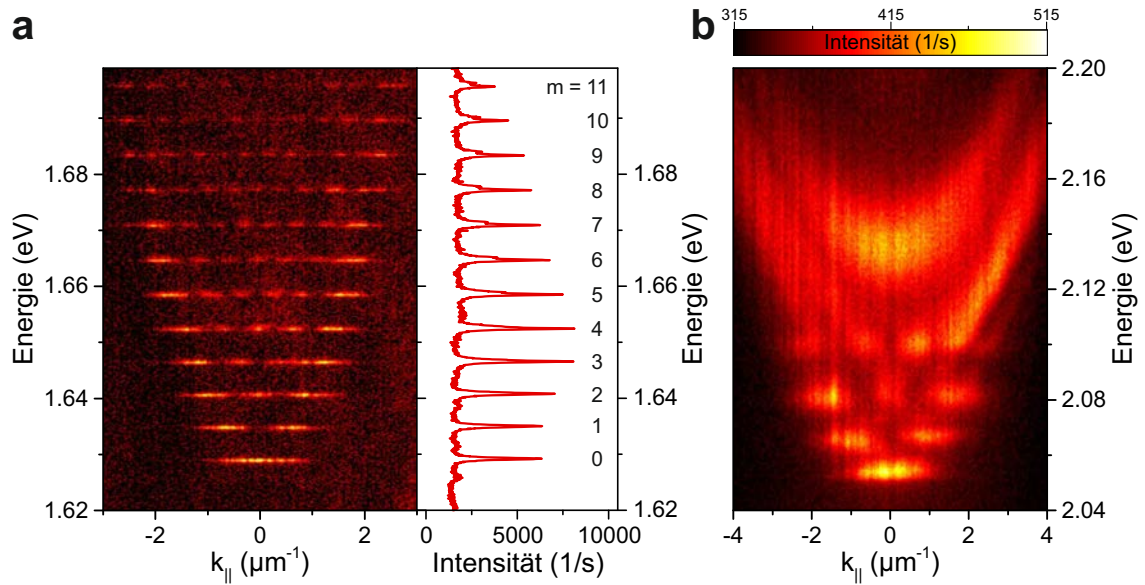 a
b
315 415 515
Intensität (1/s)
m = 11
10
9
8
7
6
5
4
3
2
1
0
Energie (eV)
1.68
1.66
1.64
1.62
-2 0 2
k|| (µm-1)
0 5000 10000
Intensität (1/s)
1.68
1.66
1.64
1.62
Energie (eV)
2.20
2.16
2.12
2.08
2.04
Energie (eV)
-4 -2 0 2 4
k|| (µm-1)